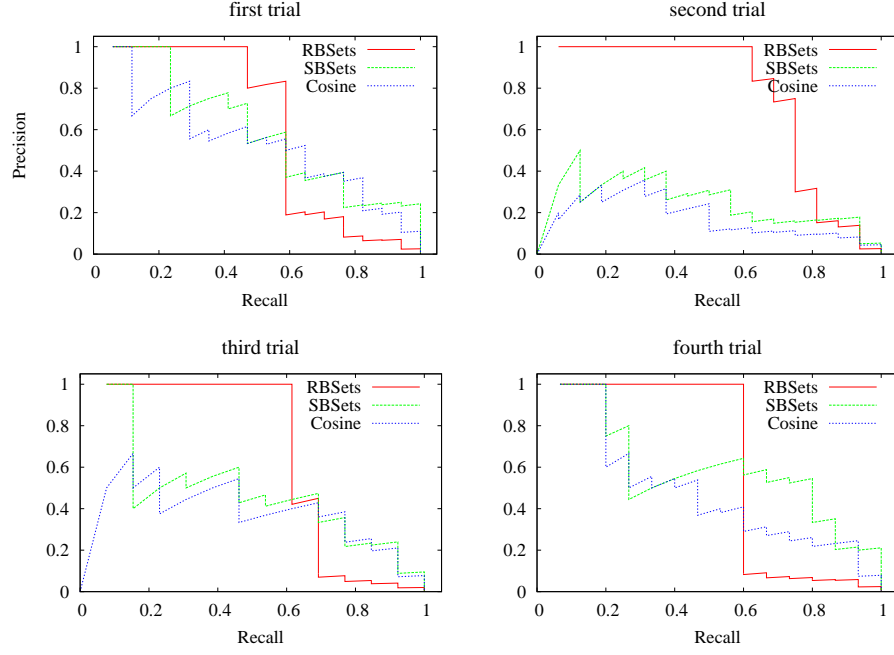 first trial
1
0.8
0.6
0.4
0.2
0
0 0.2 0.4 0.6 0.8 1
Precision
Recall
RBSets
SBSets
Cosine
second trial
1
0.8
0.6
0.4
0.2
0
0 0.2 0.4 0.6 0.8 1
Recall
RBSets
SBSets
Cosine
third trial
1
0.8
0.6
0.4
0.2
0
0 0.2 0.4 0.6 0.8 1
Recall
RBSets
SBSets
Cosine
fourth trial
1
0.8
0.6
0.4
0.2
0
0 0.2 0.4 0.6 0.8 1
Recall
RBSets
SBSets
Cosine